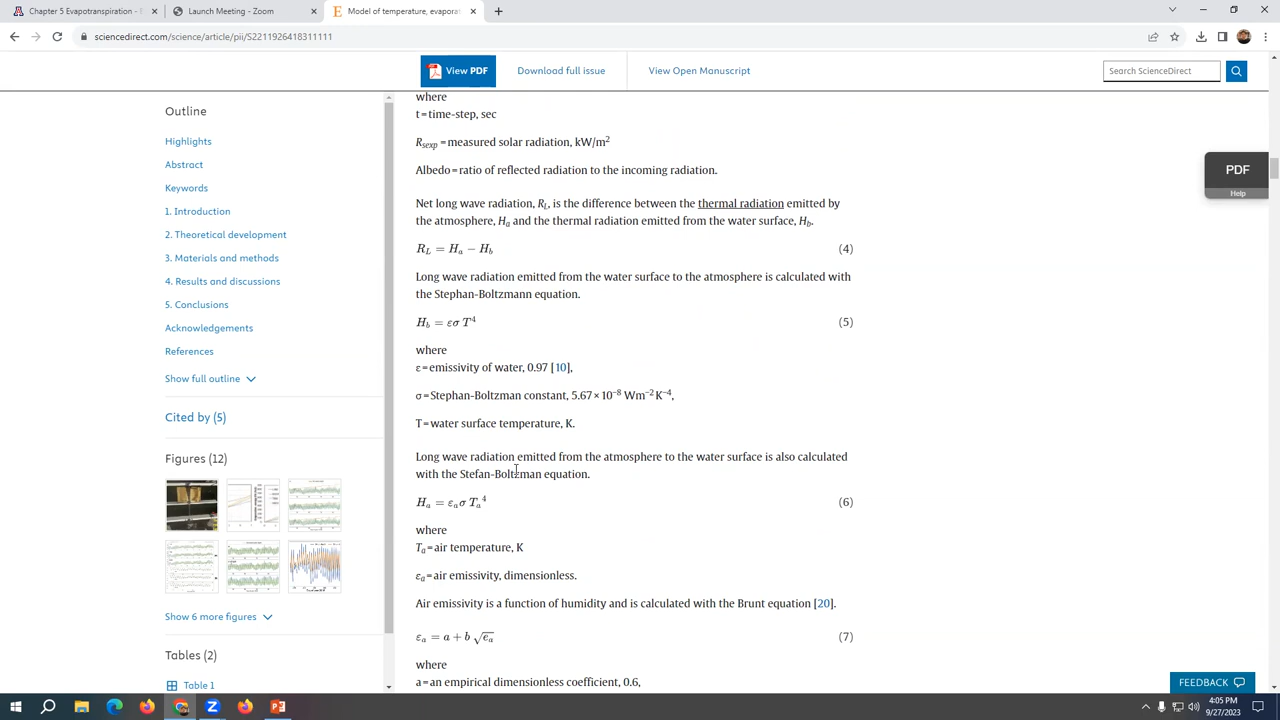 Chapter 5 Evapotranspiration -
Launch Meeting - Zoom
Model of temperature, evaporat
sciencedirect.com/science/article/pii/S2211926418311111
View PDF
Download full issue
View Open Manuscript
Search ScienceDirect
Outline
Highlights
Abstract
Keywords
1. Introduction
2. Theoretical development
3. Materials and methods
4. Results and discussions
5. Conclusions
Acknowledgements
References
Show full outline
Cited by (5)
Figures (12)
Show 6 more figures
Tables (2)
Table 1
where
t = time-step, sec
Rsexp = measured solar radiation, kW/m²
Albedo = ratio of reflected radiation to the incoming radiation.
Net long wave radiation, RL, is the difference between the thermal radiation emitted by
the atmosphere, Ha and the thermal radiation emitted from the water surface, Hb.
RL = Ha − Hb (4)
Long wave radiation emitted from the water surface to the atmosphere is calculated with
the Stephan-Boltzmann equation.
Hb = εσ T⁴ (5)
where
ε = emissivity of water, 0.97 [10],
σ = Stephan-Boltzman constant, 5.67 × 10⁻⁸ Wm⁻² K⁻⁴,
T = water surface temperature, K.
Long wave radiation emitted from the atmosphere to the water surface is also calculated
with the Stefan-Boltzman equation.
Ha = εaσ Ta⁴ (6)
where
Ta = air temperature, K
εa = air emissivity, dimensionless.
Air emissivity is a function of humidity and is calculated with the Brunt equation [20].
εa = a + b √ea (7)
where
a = an empirical dimensionless coefficient, 0.6,
PDF
Help
FEEDBACK
4:05 PM
9/27/2023